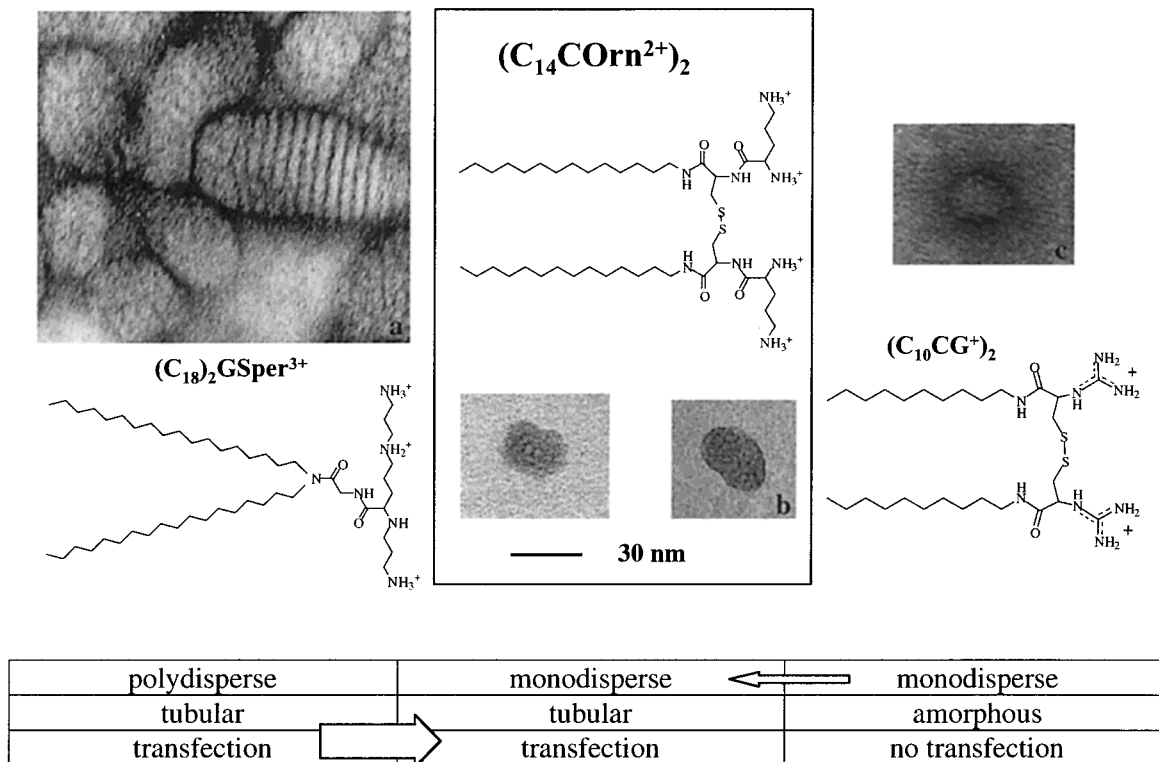 a
(C₁₈)₂GSper³⁺
NH₃⁺
NH₂⁺
O
N
NH
O
NH
NH₃⁺
(C₁₄COrn²⁺)₂
NH₃⁺
O
O
N
H
NH
NH₃⁺
S
S
H
N
NH
NH₃⁺
O
O
NH₃⁺
b
30 nm
c
(C₁₀CG⁺)₂
O
NH₂
N
H
H
N
NH₂
+
S
S
H
N
H
N
NH₂
O
NH₂
+
polydisperse monodisperse monodisperse
tubular tubular amorphous
transfection transfection no transfection